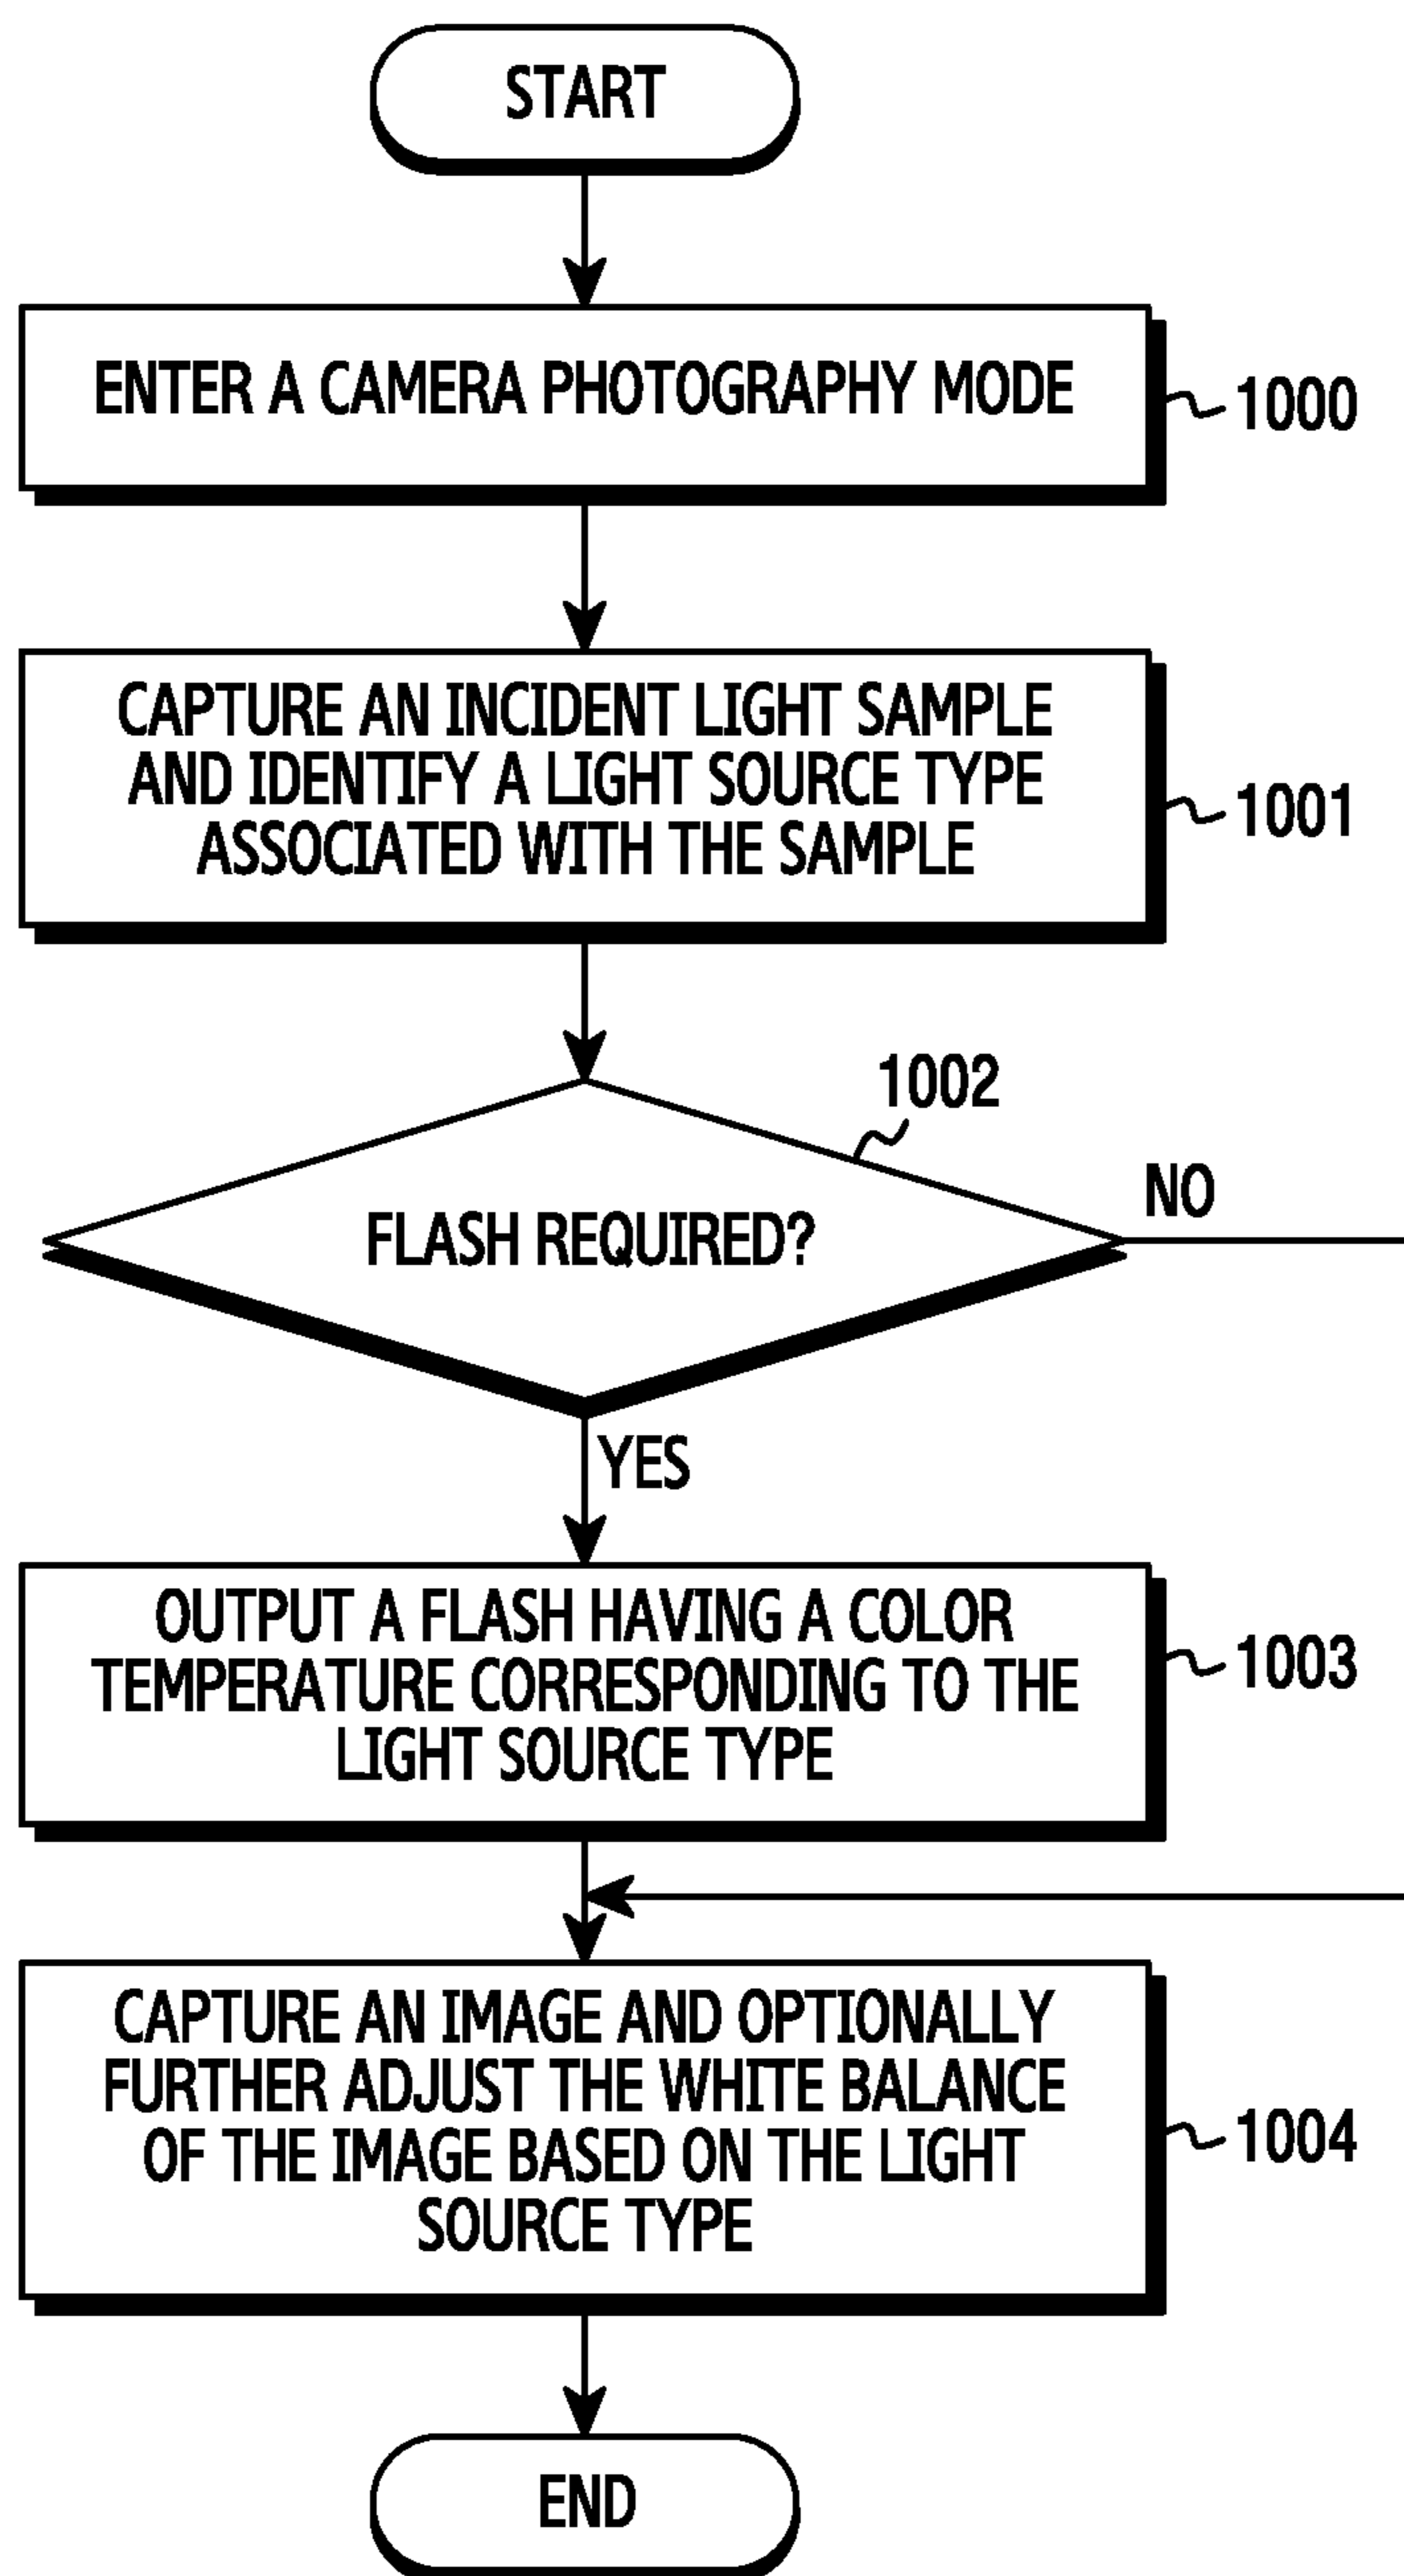 START
ENTER A CAMERA PHOTOGRAPHY MODE
1000
CAPTURE AN INCIDENT LIGHT SAMPLE
AND IDENTIFY A LIGHT SOURCE TYPE
ASSOCIATED WITH THE SAMPLE
1001
1002
FLASH REQUIRED?
NO
YES
OUTPUT A FLASH HAVING A COLOR
TEMPERATURE CORRESPONDING TO THE
LIGHT SOURCE TYPE
1003
CAPTURE AN IMAGE AND OPTIONALLY
FURTHER ADJUST THE WHITE BALANCE
OF THE IMAGE BASED ON THE LIGHT
SOURCE TYPE
1004
END